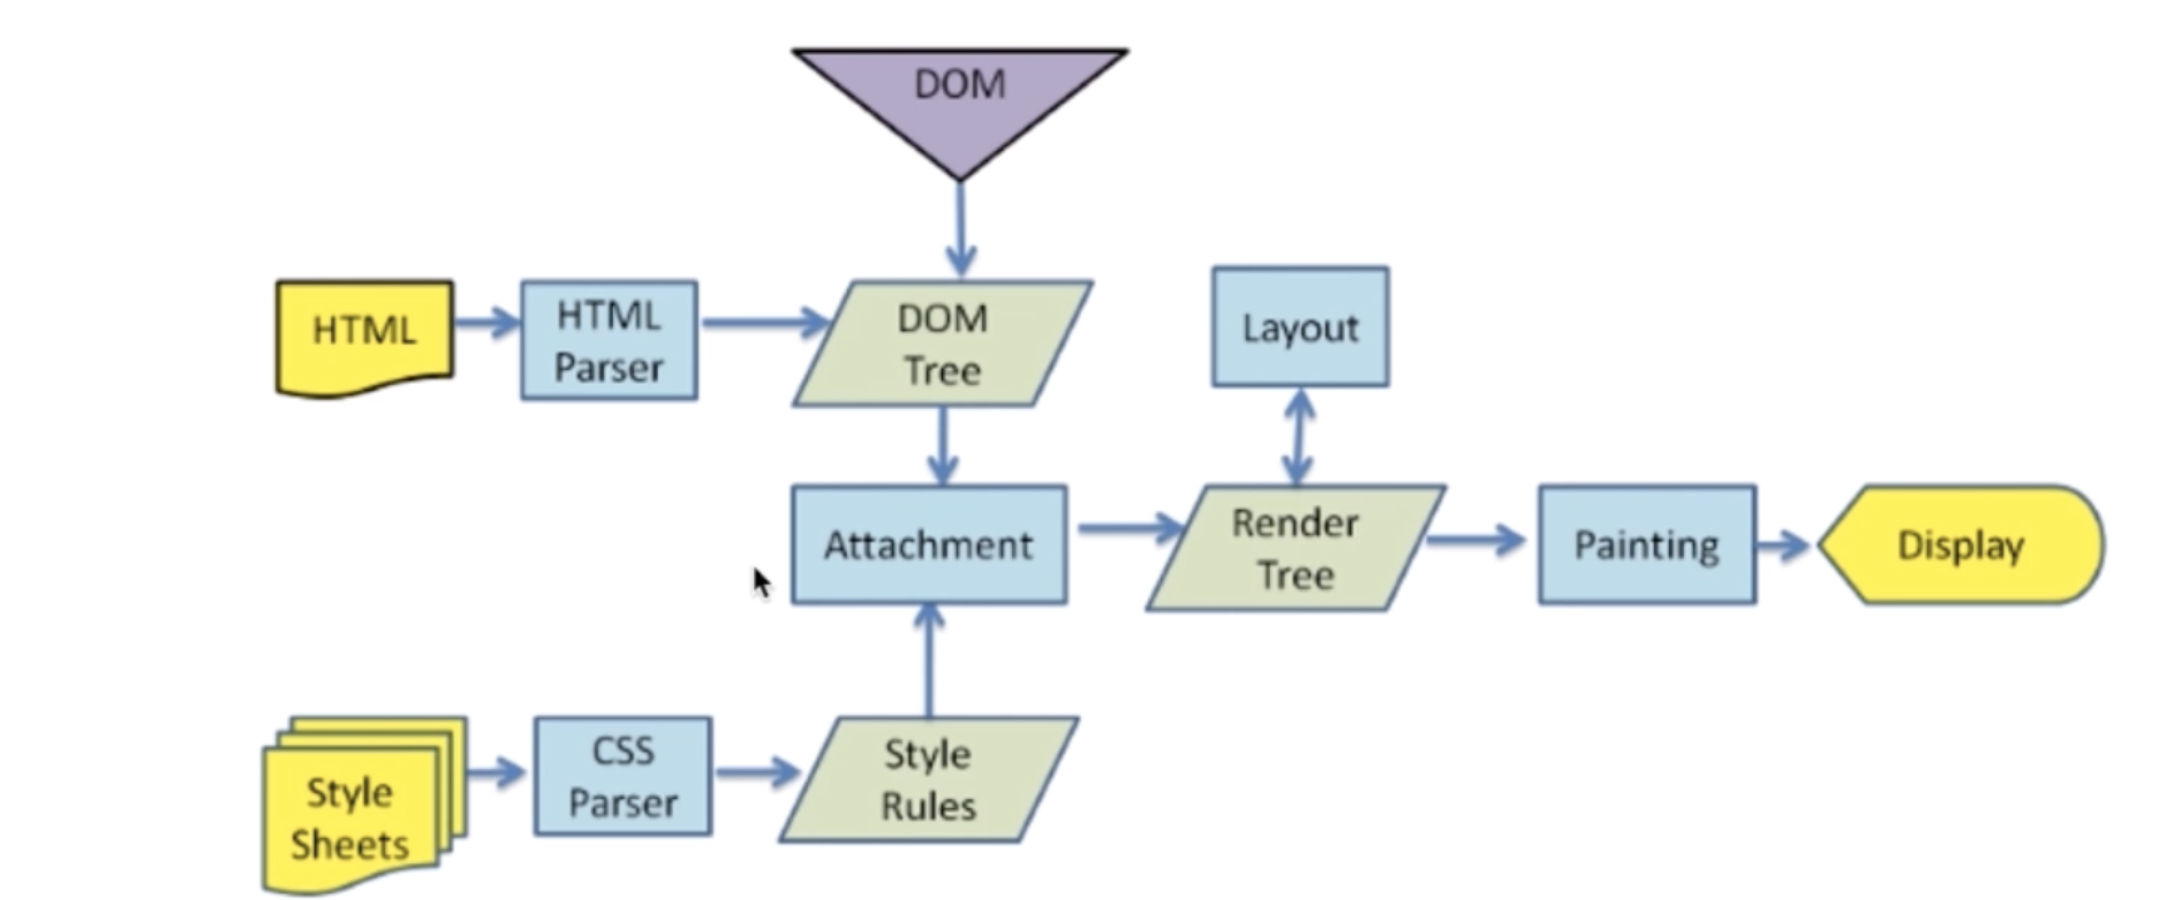 DOM
HTML
HTML
Parser
DOM
Tree
Layout
Attachment
Render
Tree
Painting
Display
Style
Sheets
CSS
Parser
Style
Rules